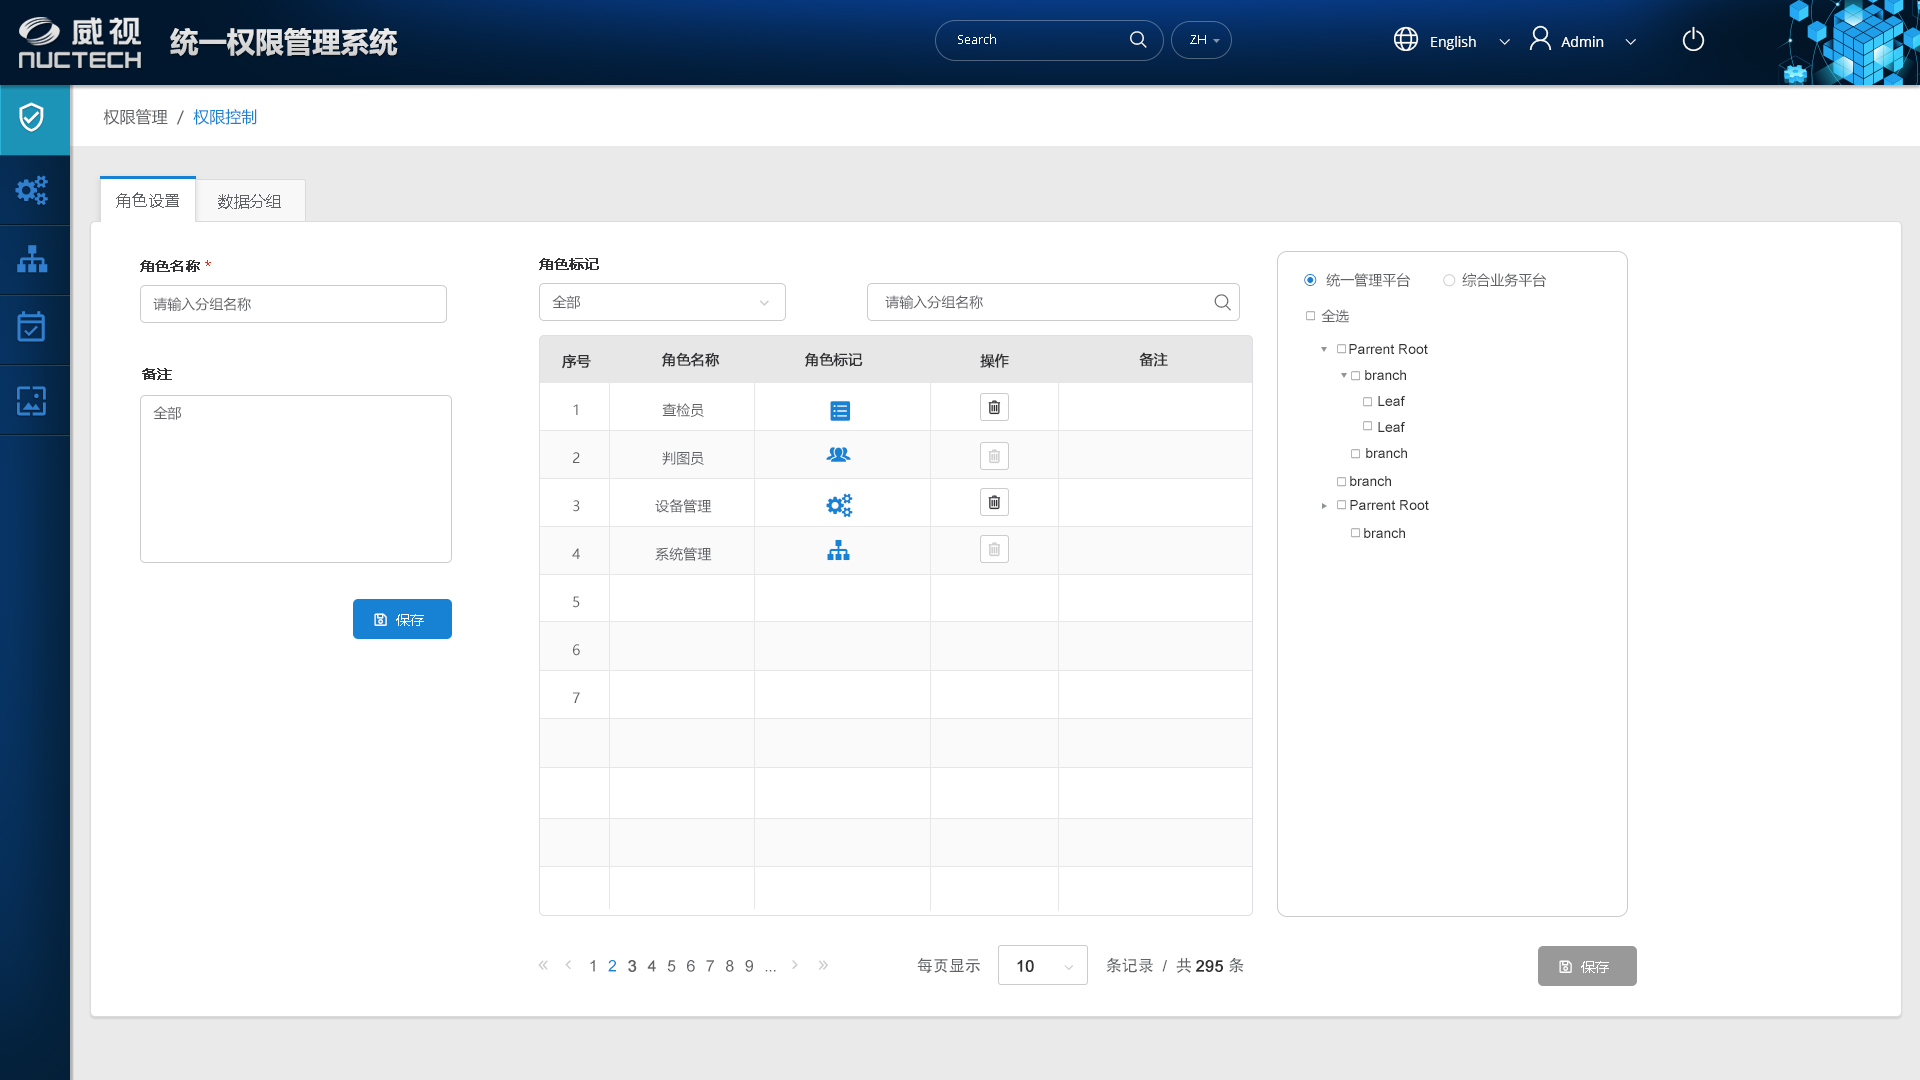 威视
NUCTECH
统一权限管理系统
Search
ZH
English
Admin
权限管理 / 权限控制
角色设置
数据分组
角色名称 *
请输入分组名称
备注
全部
保存
角色标记
全部
请输入分组名称
序号 角色名称 角色标记 操作 备注
1 查检员
2 判图员
3 设备管理
4 系统管理
5
6
7
« ‹ 1 2 3 4 5 6 7 8 9 ... › »
每页显示 10 条记录 / 共 295 条
统一管理平台 综合业务平台
全选
Parrent Root
branch
Leaf
Leaf
branch
branch
Parrent Root
branch
保存